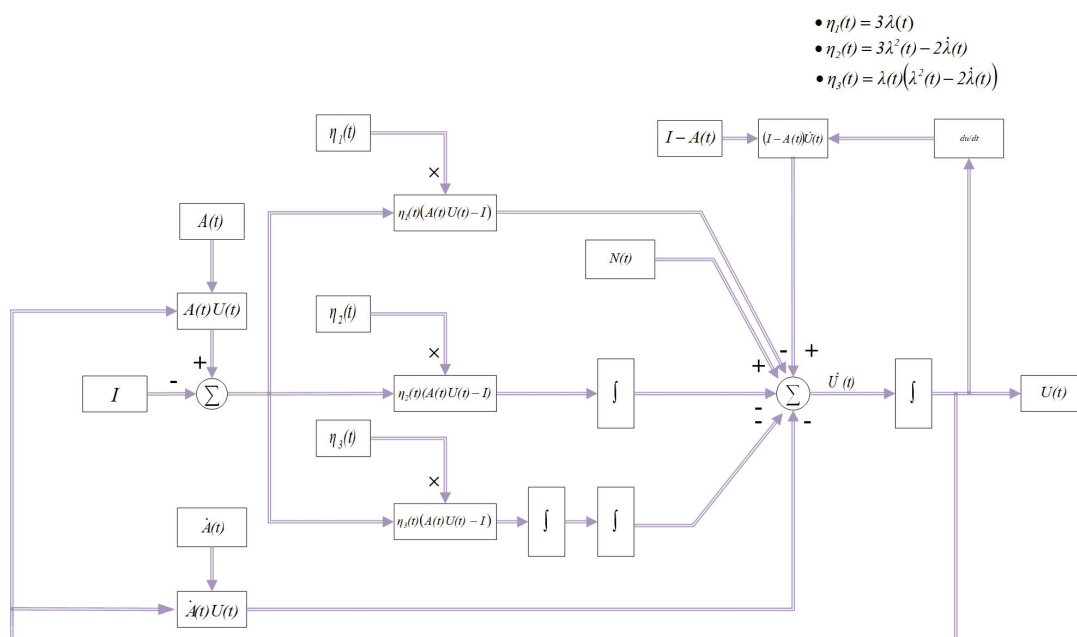 • η₁(t) = 3λ(t)
• η₂(t) = 3λ²(t) − 2λ̇(t)
• η₃(t) = λ(t)(λ²(t) − 2λ̇(t))
η₁(t)
I − A(t)
(I − A(t))U̇(t)
du/dt
×
η₁(t)(A(t)U(t) − I)
A(t)
N(t)
A(t)U(t)
η₂(t)
×
+
-
+
+
-
I
∑
η₂(t)(A(t)U(t) − I)
∫
∑
U̇(t)
∫
U(t)
-
-
-
η₃(t)
×
Ȧ(t)
η₃(t)(A(t)U(t) − I)
∫
∫
Ȧ(t)U(t)